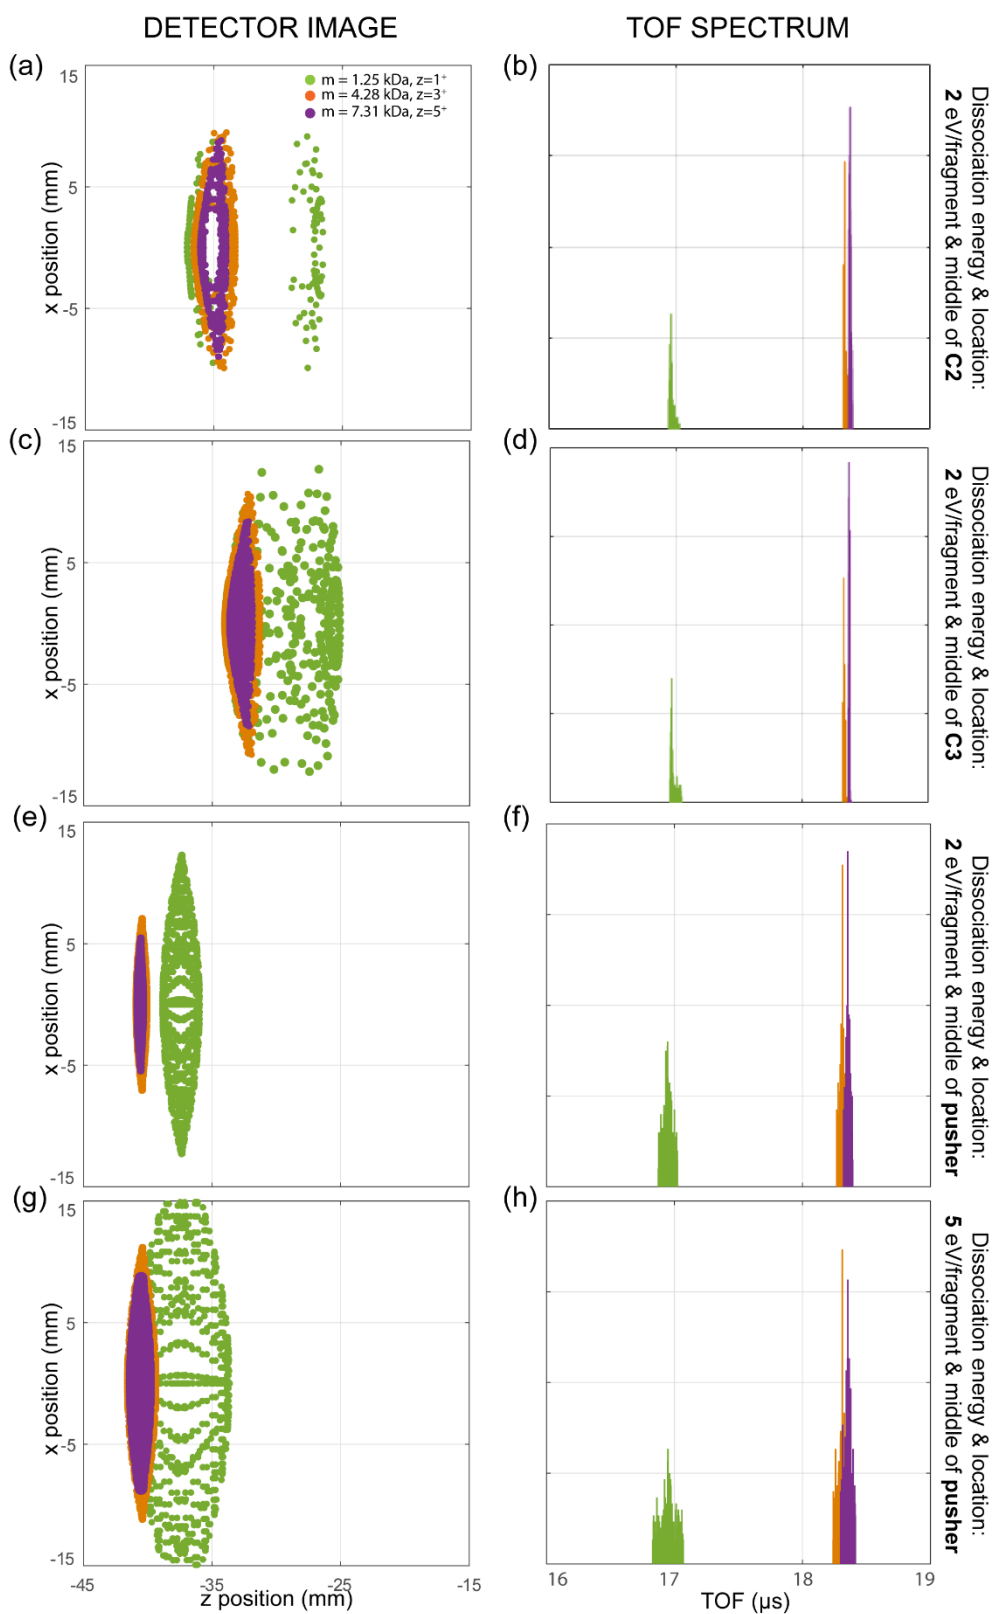 DETECTOR IMAGE
TOF SPECTRUM
(a)
15
5
-5
-15
x position (mm)
m = 1.25 kDa, z=1+
m = 4.28 kDa, z=3+
m = 7.31 kDa, z=5+
(b)
Dissociation energy & location:
2 eV/fragment & middle of C2
(c)
15
5
-5
-15
x position (mm)
(d)
Dissociation energy & location:
2 eV/fragment & middle of C3
(e)
15
5
-5
-15
x position (mm)
(f)
Dissociation energy & location:
2 eV/fragment & middle of pusher
(g)
15
5
-5
-15
x position (mm)
-45
-35
-25
-15
z position (mm)
(h)
16
17
18
19
TOF (μs)
Dissociation energy & location:
5 eV/fragment & middle of pusher